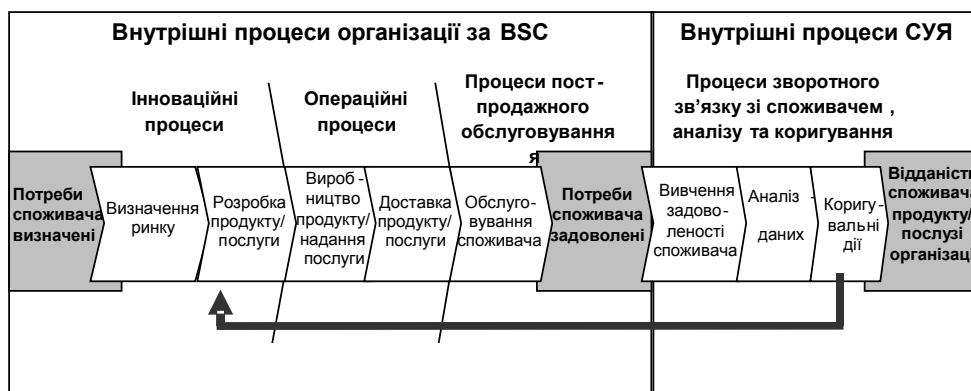 Внутрішні процеси організації за BSC
Внутрішні процеси СУЯ
Інноваційні
процеси
Операційні
процеси
Процеси пост-
продажного
обслуговування
я
Процеси зворотного
зв'язку зі споживачем ,
аналізу та коригування
Потреби
споживача
визначені
Визначення
ринку
Розробка
продукту/
послуги
Вироб-
ництво
продукту/
надання
послуги
Доставка
продукту/
послуги
Обслуго-
вування
споживача
Потреби
споживача
задоволені
Вивчення
задово-
леності
споживача
Аналіз -
даних
Коригу-
вальні
дії
Відданість
споживача
продукту/
послузі
організації